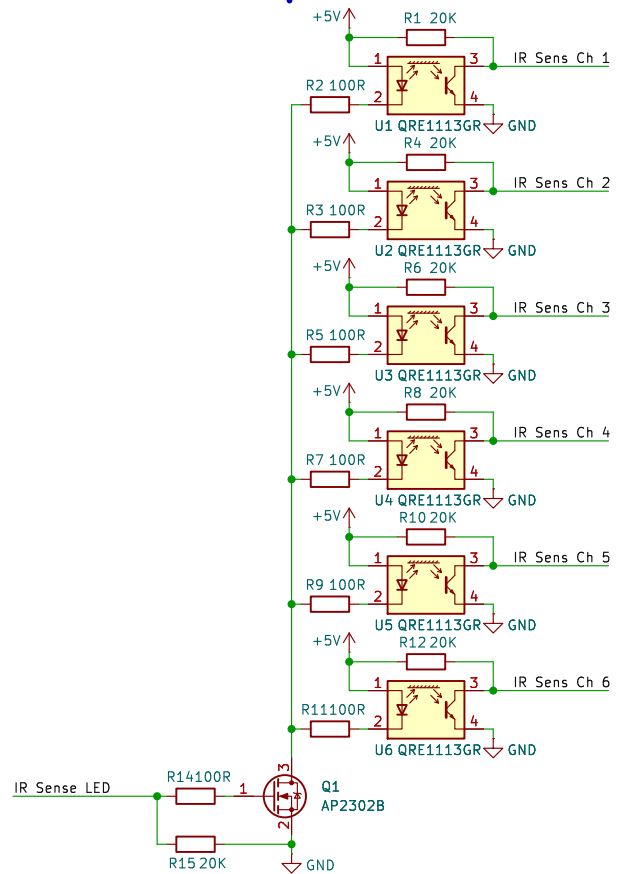 +5V R1 20K
1 3 IR Sens Ch 1
R2 100R 2 4
U1 QRE1113GR GND
+5V R4 20K
1 3 IR Sens Ch 2
R3 100R 2 4
U2 QRE1113GR GND
+5V R6 20K
1 3 IR Sens Ch 3
R5 100R 2 4
U3 QRE1113GR GND
+5V R8 20K
1 3 IR Sens Ch 4
R7 100R 2 4
U4 QRE1113GR GND
+5V R10 20K
1 3 IR Sens Ch 5
R9 100R 2 4
U5 QRE1113GR GND
+5V R12 20K
1 3 IR Sens Ch 6
R11 100R 2 4
U6 QRE1113GR GND
3
IR Sense LED R14 100R 1 Q1
AP2302B
2
R15 20K GND